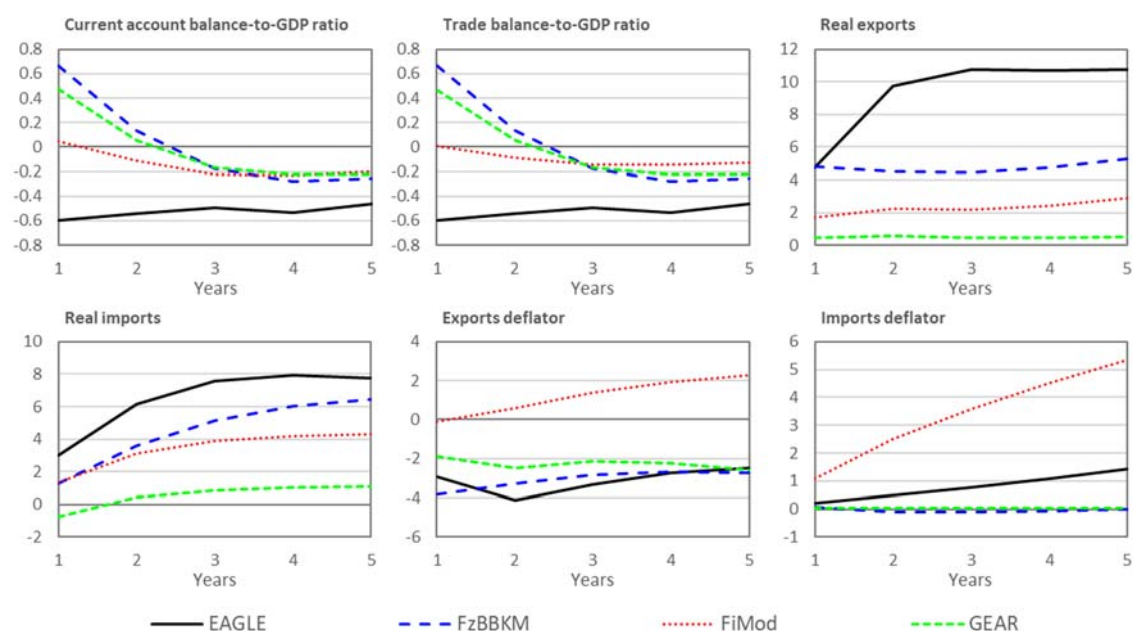 Current account balance-to-GDP ratio
0.8
0.6
0.4
0.2
0
-0.2
-0.4
-0.6
-0.8
1 2 3 4 5
Years
Trade balance-to-GDP ratio
0.8
0.6
0.4
0.2
0
-0.2
-0.4
-0.6
-0.8
1 2 3 4 5
Years
Real exports
12
10
8
6
4
2
0
1 2 3 4 5
Years
Real imports
10
8
6
4
2
0
-2
1 2 3 4 5
Years
Exports deflator
4
2
0
-2
-4
-6
1 2 3 4 5
Years
Imports deflator
6
5
4
3
2
1
0
-1
1 2 3 4 5
Years
EAGLE FzBBKM FiMod GEAR